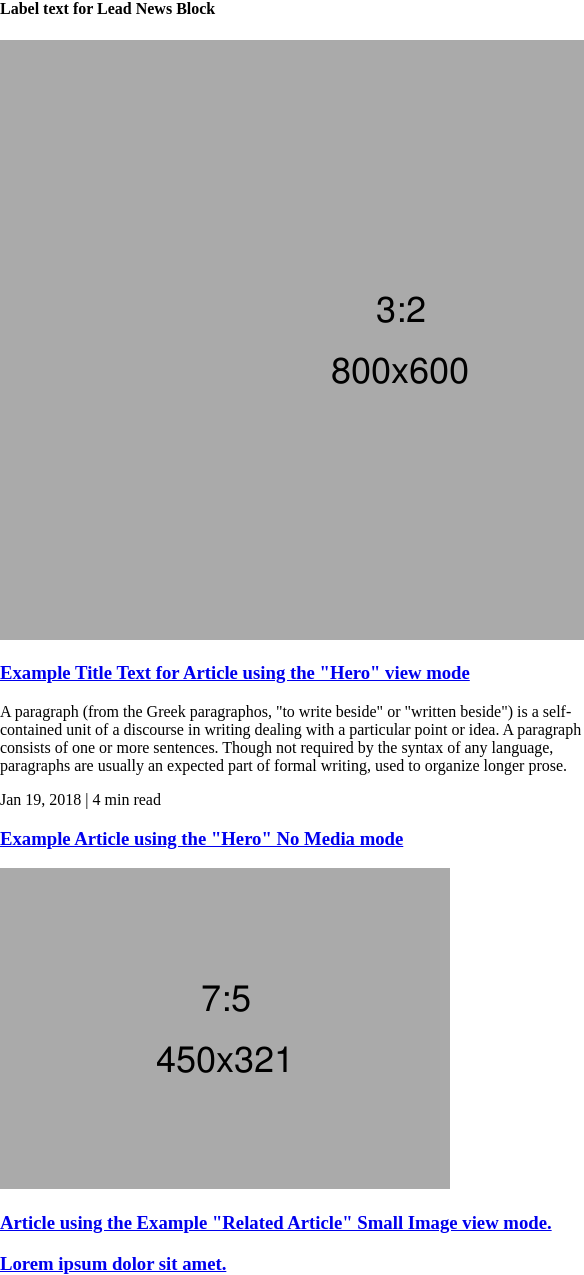 Label text for Lead News Block
3:2
800x600
Example Title Text for Article using the "Hero" view mode
A paragraph (from the Greek paragraphos, "to write beside" or "written beside") is a self-
contained unit of a discourse in writing dealing with a particular point or idea. A paragraph
consists of one or more sentences. Though not required by the syntax of any language,
paragraphs are usually an expected part of formal writing, used to organize longer prose.
Jan 19, 2018 | 4 min read
Example Article using the "Hero" No Media mode
7:5
450x321
Article using the Example "Related Article" Small Image view mode.
Lorem ipsum dolor sit amet.